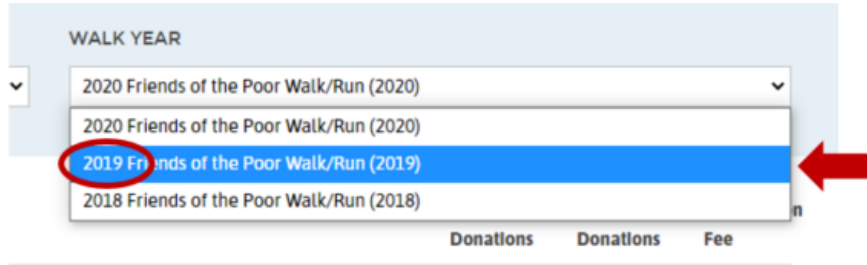 WALK YEAR
2020 Friends of the Poor Walk/Run (2020)
2020 Friends of the Poor Walk/Run (2020)
2019 Friends of the Poor Walk/Run (2019)
2018 Friends of the Poor Walk/Run (2018)
Donations Donations Fee